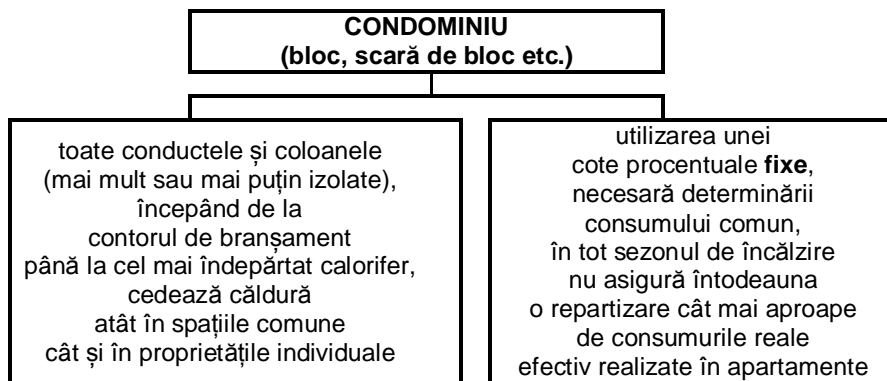 CONDOMINIU
(bloc, scară de bloc etc.)
toate conductele și coloanele
(mai mult sau mai puțin izolate),
începând de la
contorul de branșament
până la cel mai îndepărtat calorifer,
cedează căldură
atât în spațiile comune
cât și în proprietățile individuale
utilizarea unei
cote procentuale fixe,
necesară determinării
consumului comun,
în tot sezonul de încălzire
nu asigură întodeauna
o repartizare cât mai aproape
de consumurile reale
efectiv realizate în apartamente